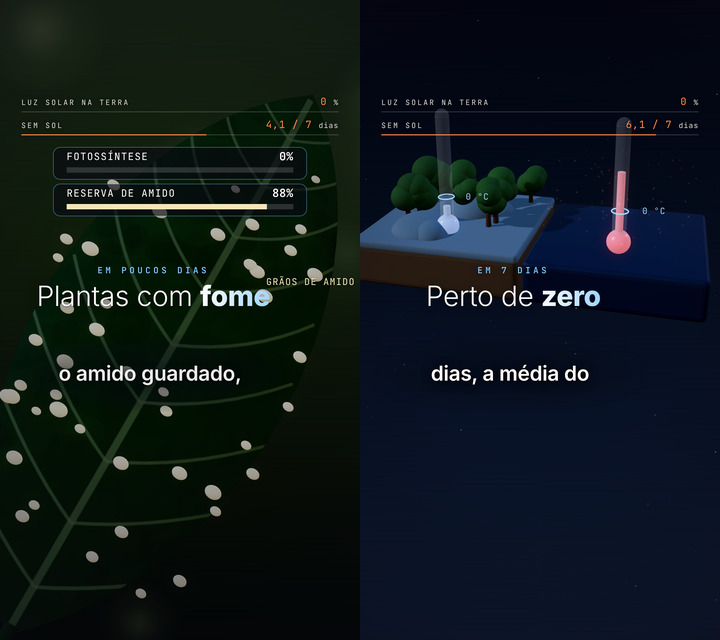 LUZ SOLAR NA TERRA 0 %
SEM SOL 4,1 / 7 dias
FOTOSSÍNTESE 0%
RESERVA DE AMIDO 88%
EM POUCOS DIAS
GRÃOS DE AMIDO
Plantas com fome
o amido guardado,
LUZ SOLAR NA TERRA 0 %
SEM SOL 6,1 / 7 dias
0 °C
0 °C
EM 7 DIAS
Perto de zero
dias, a média do